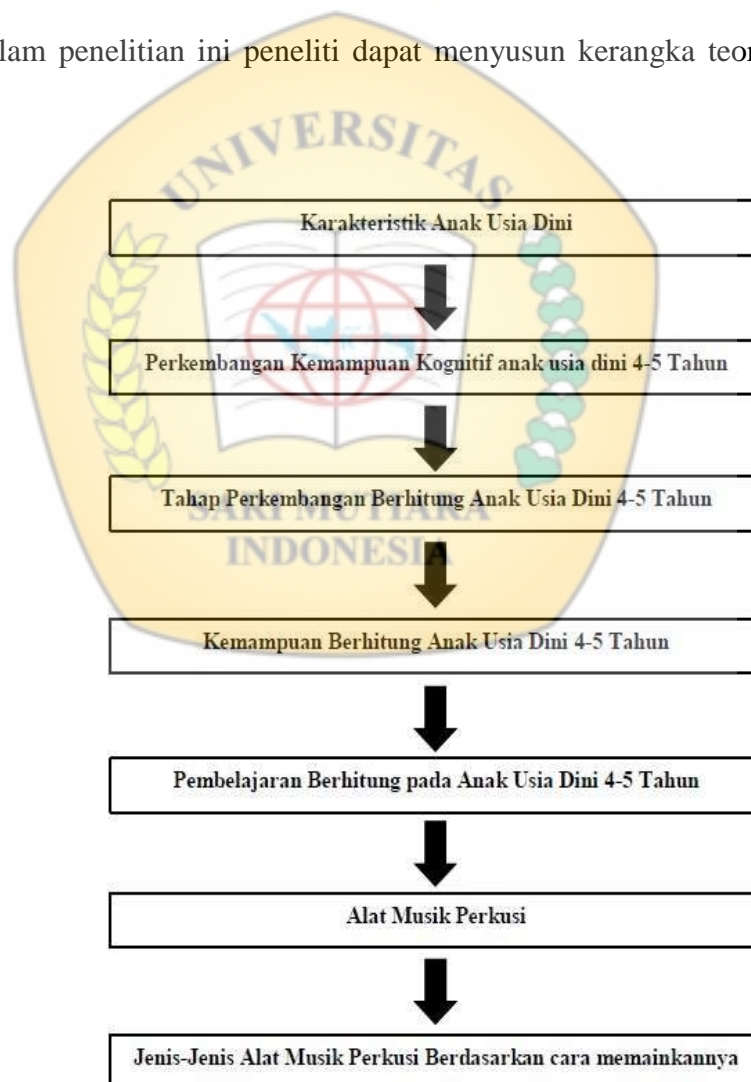 lam penelitian ini peneliti dapat menyusun kerangka teor
UNIVERSITAS
Karakteristik Anak Usia Dini
Perkembangan Kemampuan Kognitif anak usia dini 4-5 Tahun
Tahap Perkembangan Berhitung Anak Usia Dini 4-5 Tahun
SARI MUTIARA
INDONESIA
Kemampuan Berhitung Anak Usia Dini 4-5 Tahun
Pembelajaran Berhitung pada Anak Usia Dini 4-5 Tahun
Alat Musik Perkusi
Jenis-Jenis Alat Musik Perkusi Berdasarkan cara memainkannya